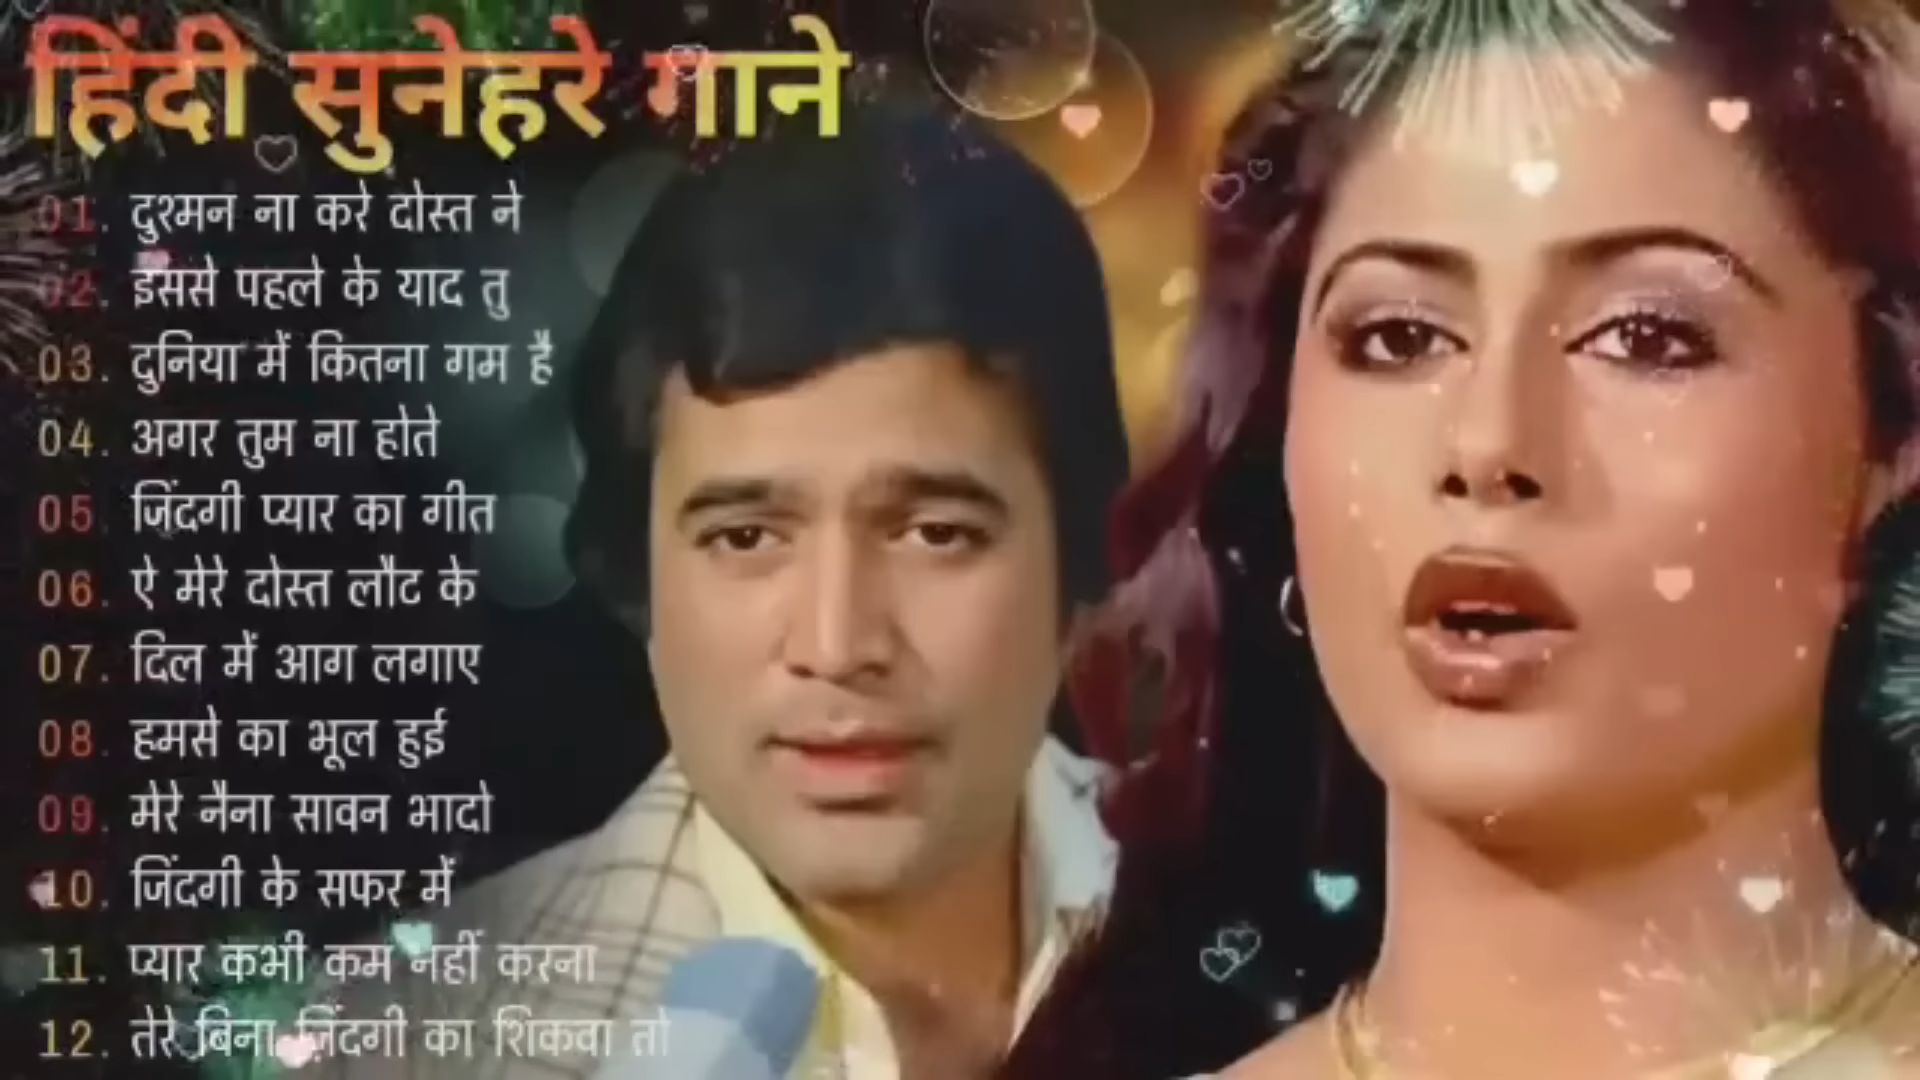 हिंदी सुनेहरे गाने
01. दुश्मन ना करे दोस्त ने
02. इससे पहले के याद तु
03. दुनिया में कितना गम है
04. अगर तुम ना होते
05. जिंदगी प्यार का गीत
06. ऐ मेरे दोस्त लौट के
07. दिल में आग लगाए
08. हमसे का भूल हुई
09. मेरे नैना सावन भादो
10. जिंदगी के सफर में
11. प्यार कभी कम नहीं करना
12. तेरे बिना जिंदगी का शिकवा तो